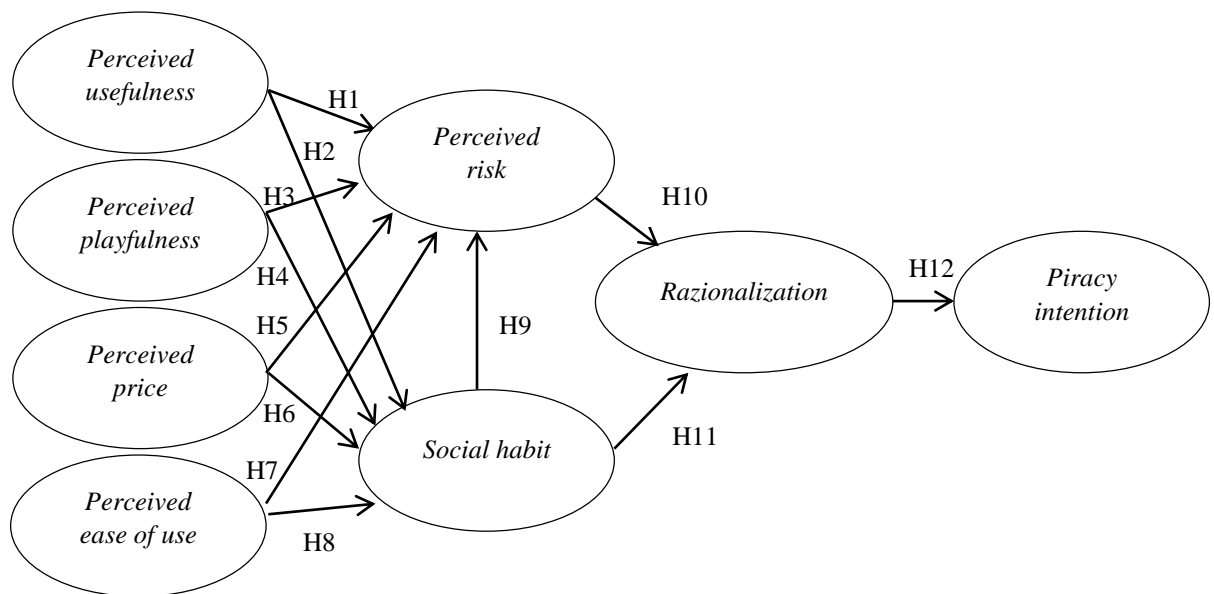 Perceived
usefulness
H1
Perceived
risk
H2
Perceived
playfulness
H3
H10
H4
Razionalization
H12
Piracy
intention
Perceived
price
H5
H9
H6
Social habit
H11
H7
Perceived
ease of use
H8